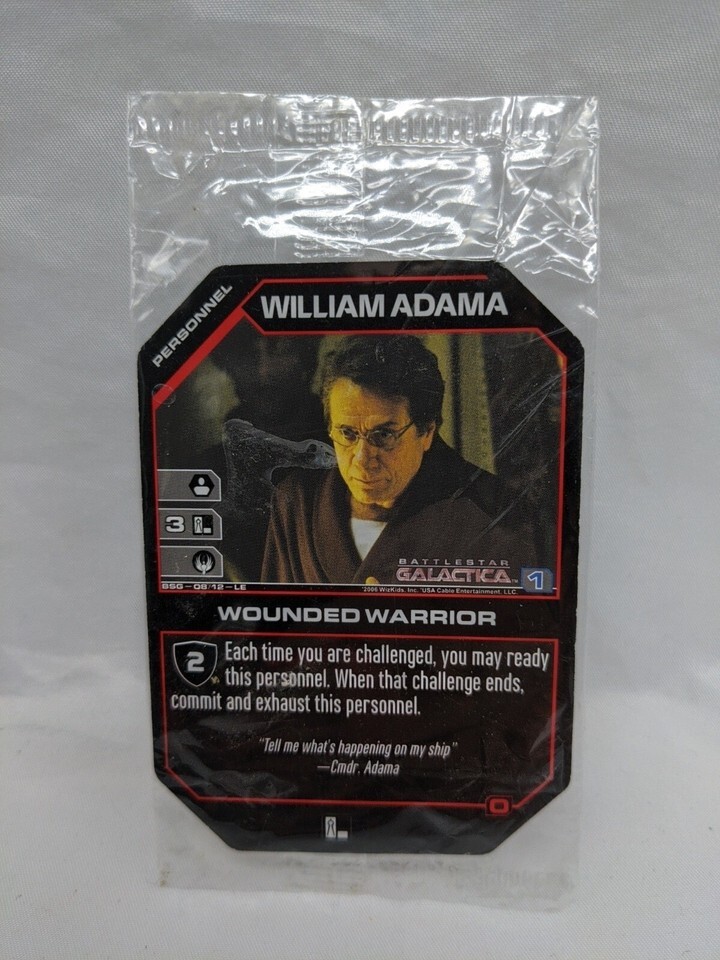 PERSONNEL
WILLIAM ADAMA
3
BATTLESTAR
GALACTICA
1
BSG-08/12-LE
©2006 WizKids, Inc. ©USA Cable Entertainment, LLC.
WOUNDED WARRIOR
2
Each time you are challenged, you may ready
this personnel. When that challenge ends,
commit and exhaust this personnel.
"Tell me what's happening on my ship"
—Cmdr. Adama
0